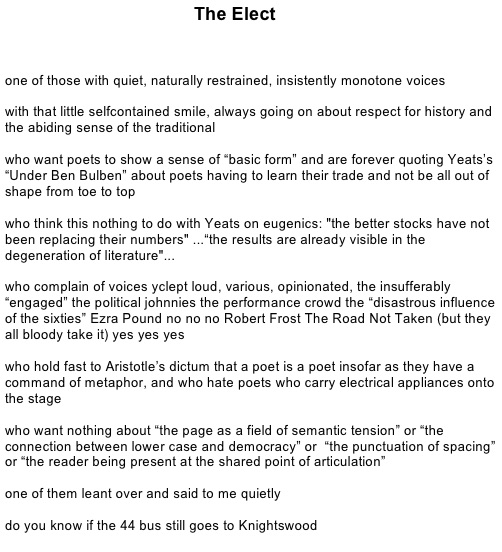 The Elect
one of those with quiet, naturally restrained, insistently monotone voices
with that little selfcontained smile, always going on about respect for history and
the abiding sense of the traditional
who want poets to show a sense of “basic form” and are forever quoting Yeats’s
“Under Ben Bulben” about poets having to learn their trade and not be all out of
shape from toe to top
who think this nothing to do with Yeats on eugenics: "the better stocks have not
been replacing their numbers" ...“the results are already visible in the
degeneration of literature"...
who complain of voices yclept loud, various, opinionated, the insufferably
“engaged” the political johnnies the performance crowd the “disastrous influence
of the sixties” Ezra Pound no no no Robert Frost The Road Not Taken (but they
all bloody take it) yes yes yes
who hold fast to Aristotle’s dictum that a poet is a poet insofar as they have a
command of metaphor, and who hate poets who carry electrical appliances onto
the stage
who want nothing about “the page as a field of semantic tension” or “the
connection between lower case and democracy” or  “the punctuation of spacing”
or “the reader being present at the shared point of articulation”
one of them leant over and said to me quietly
do you know if the 44 bus still goes to Knightswood